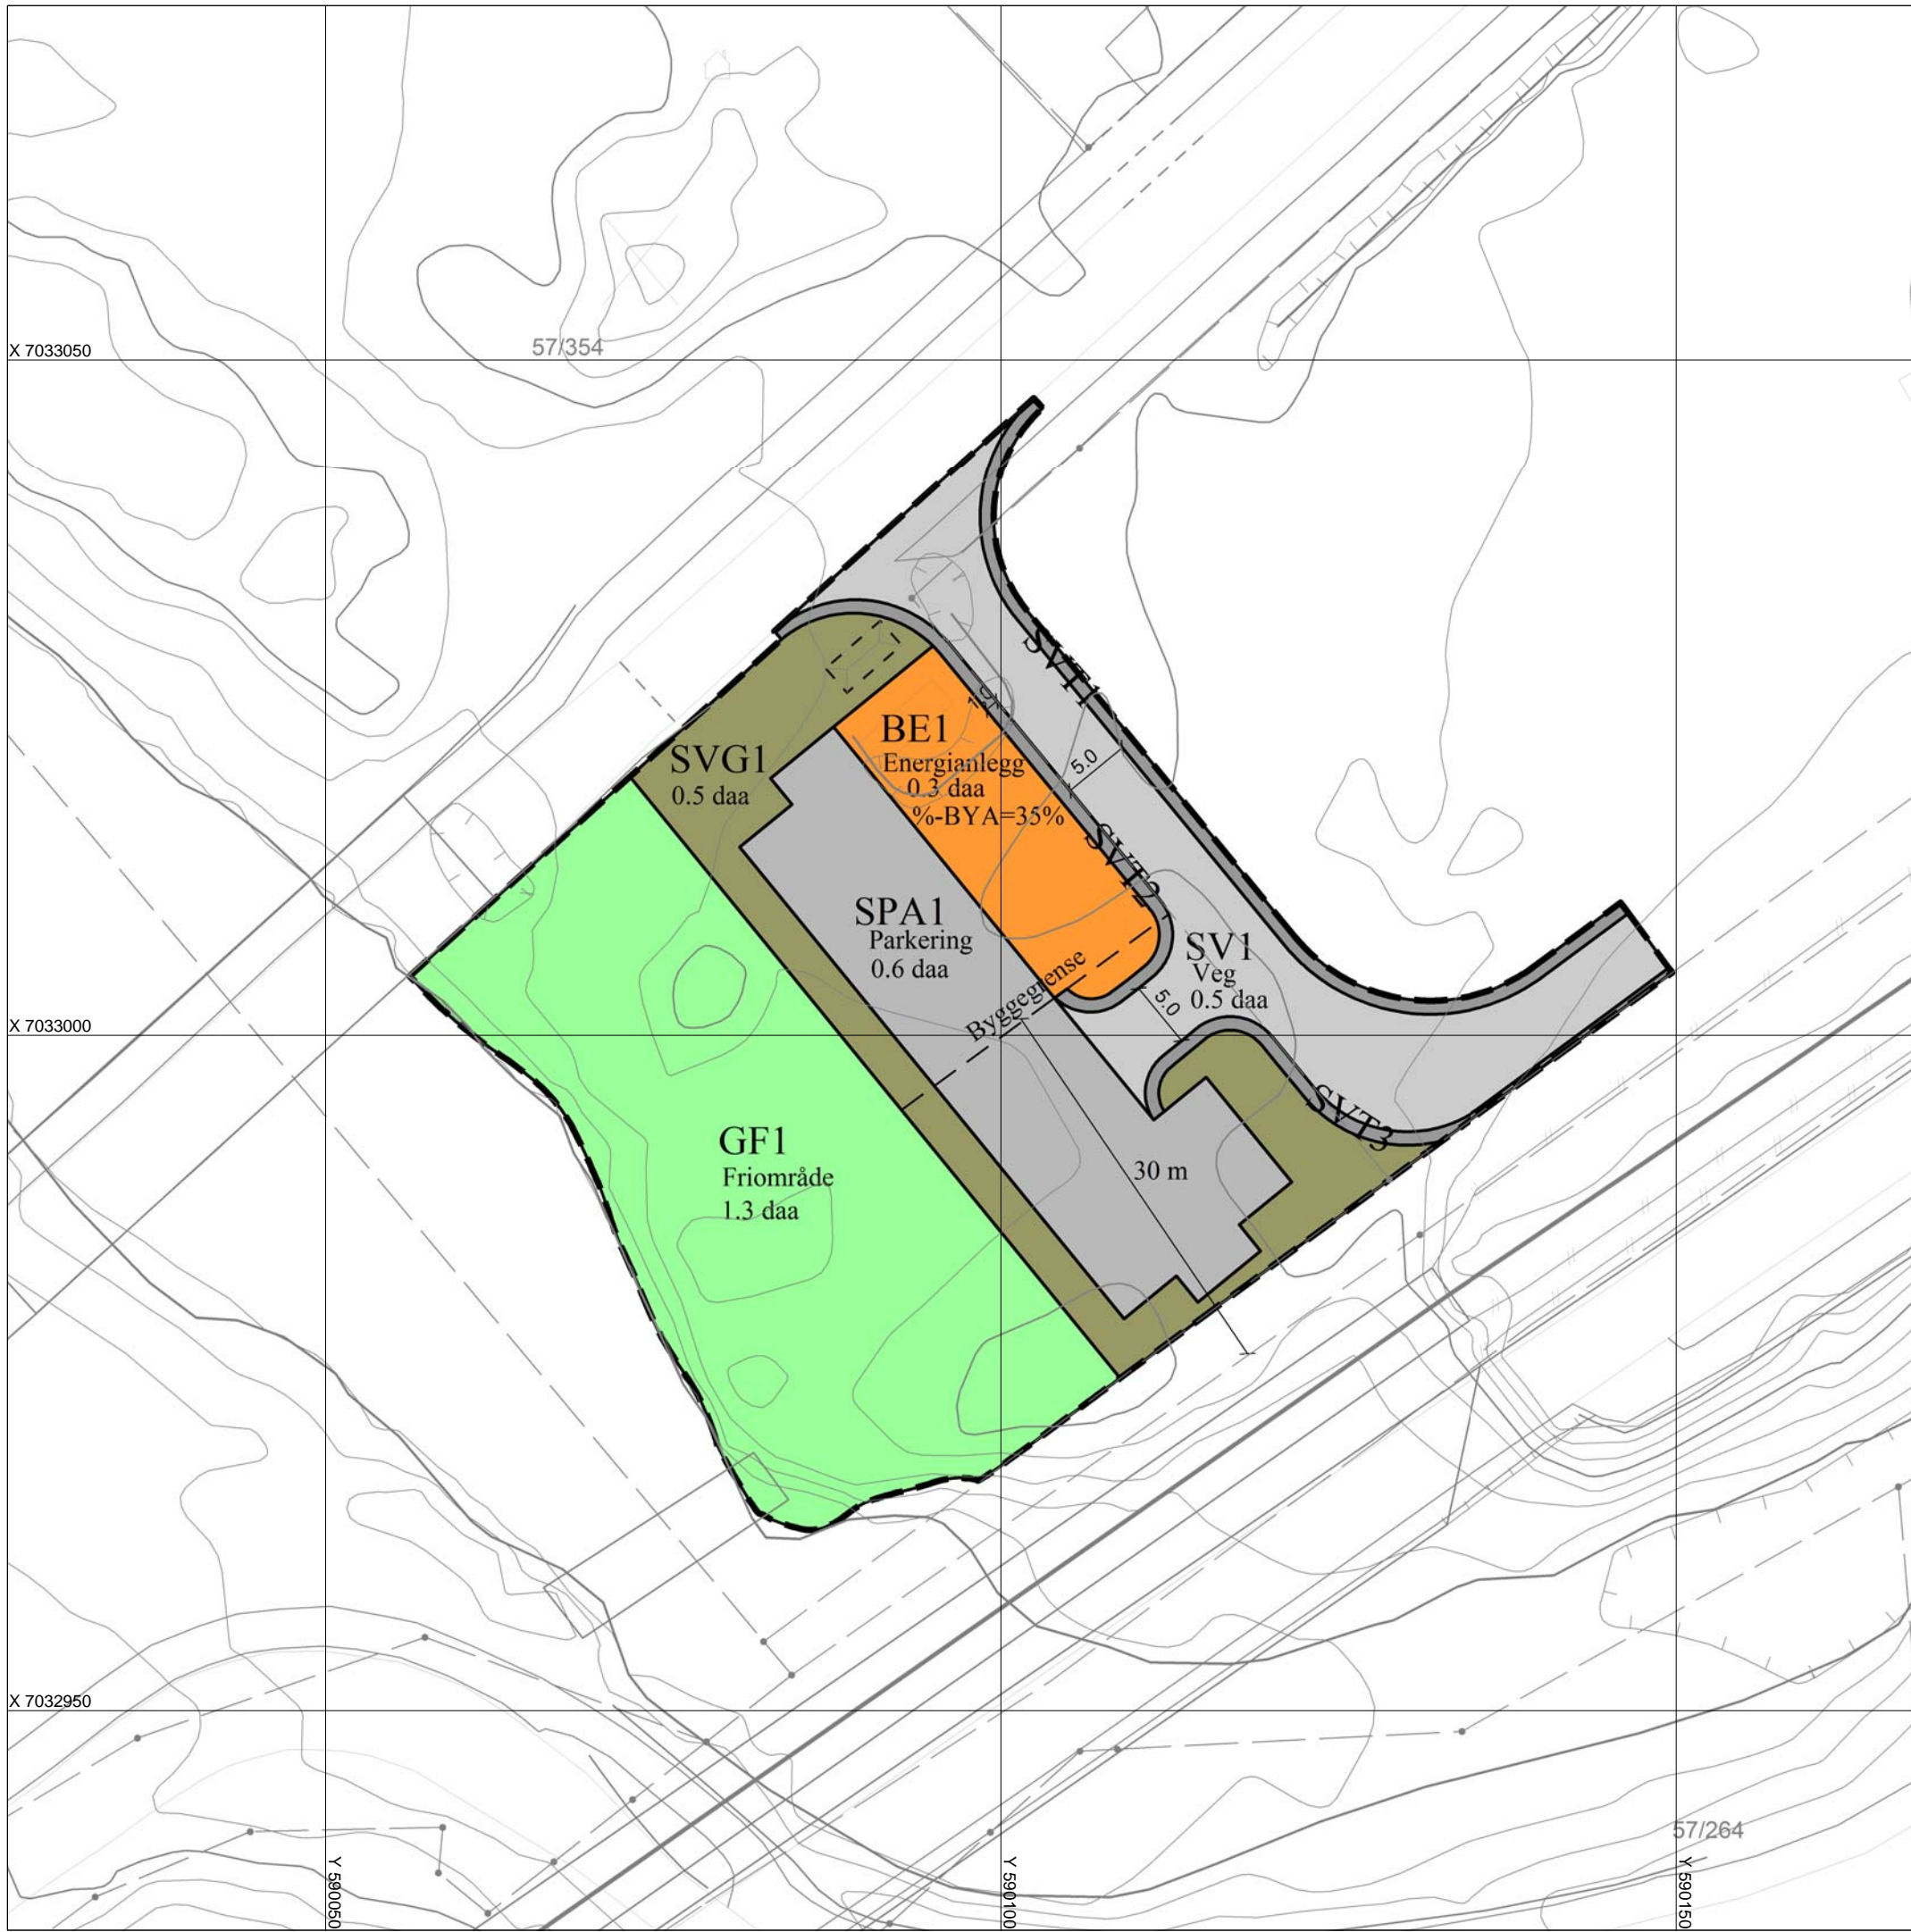 57/354
X 7033050
SVT1
1.5
BE1
Energianlegg
0.3 daa
%-BYA=35%
5.0
SVG1
0.5 daa
SVT2
SPA1
Parkering
0.6 daa
SV1
Veg
0.5 daa
Byggegrense
5.0
X 7033000
SVT3
GF1
Friområde
1.3 daa
30 m
X 7032950
57/264
Y 590050
Y 590100
Y 590150